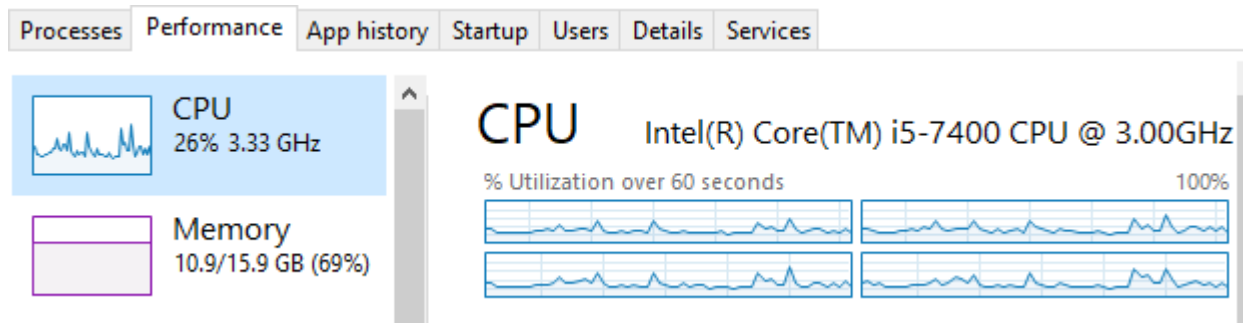 Processes Performance App history Startup Users Details Services
CPU
26% 3.33 GHz
Memory
10.9/15.9 GB (69%)
CPU Intel(R) Core(TM) i5-7400 CPU @ 3.00GHz
% Utilization over 60 seconds 100%